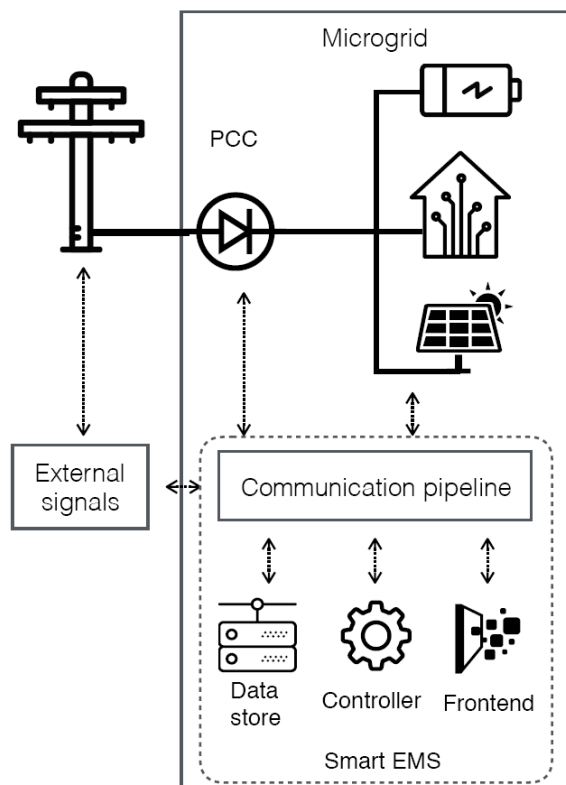 Microgrid
PCC
External
signals
Communication pipeline
Data
store
Controller
Frontend
Smart EMS